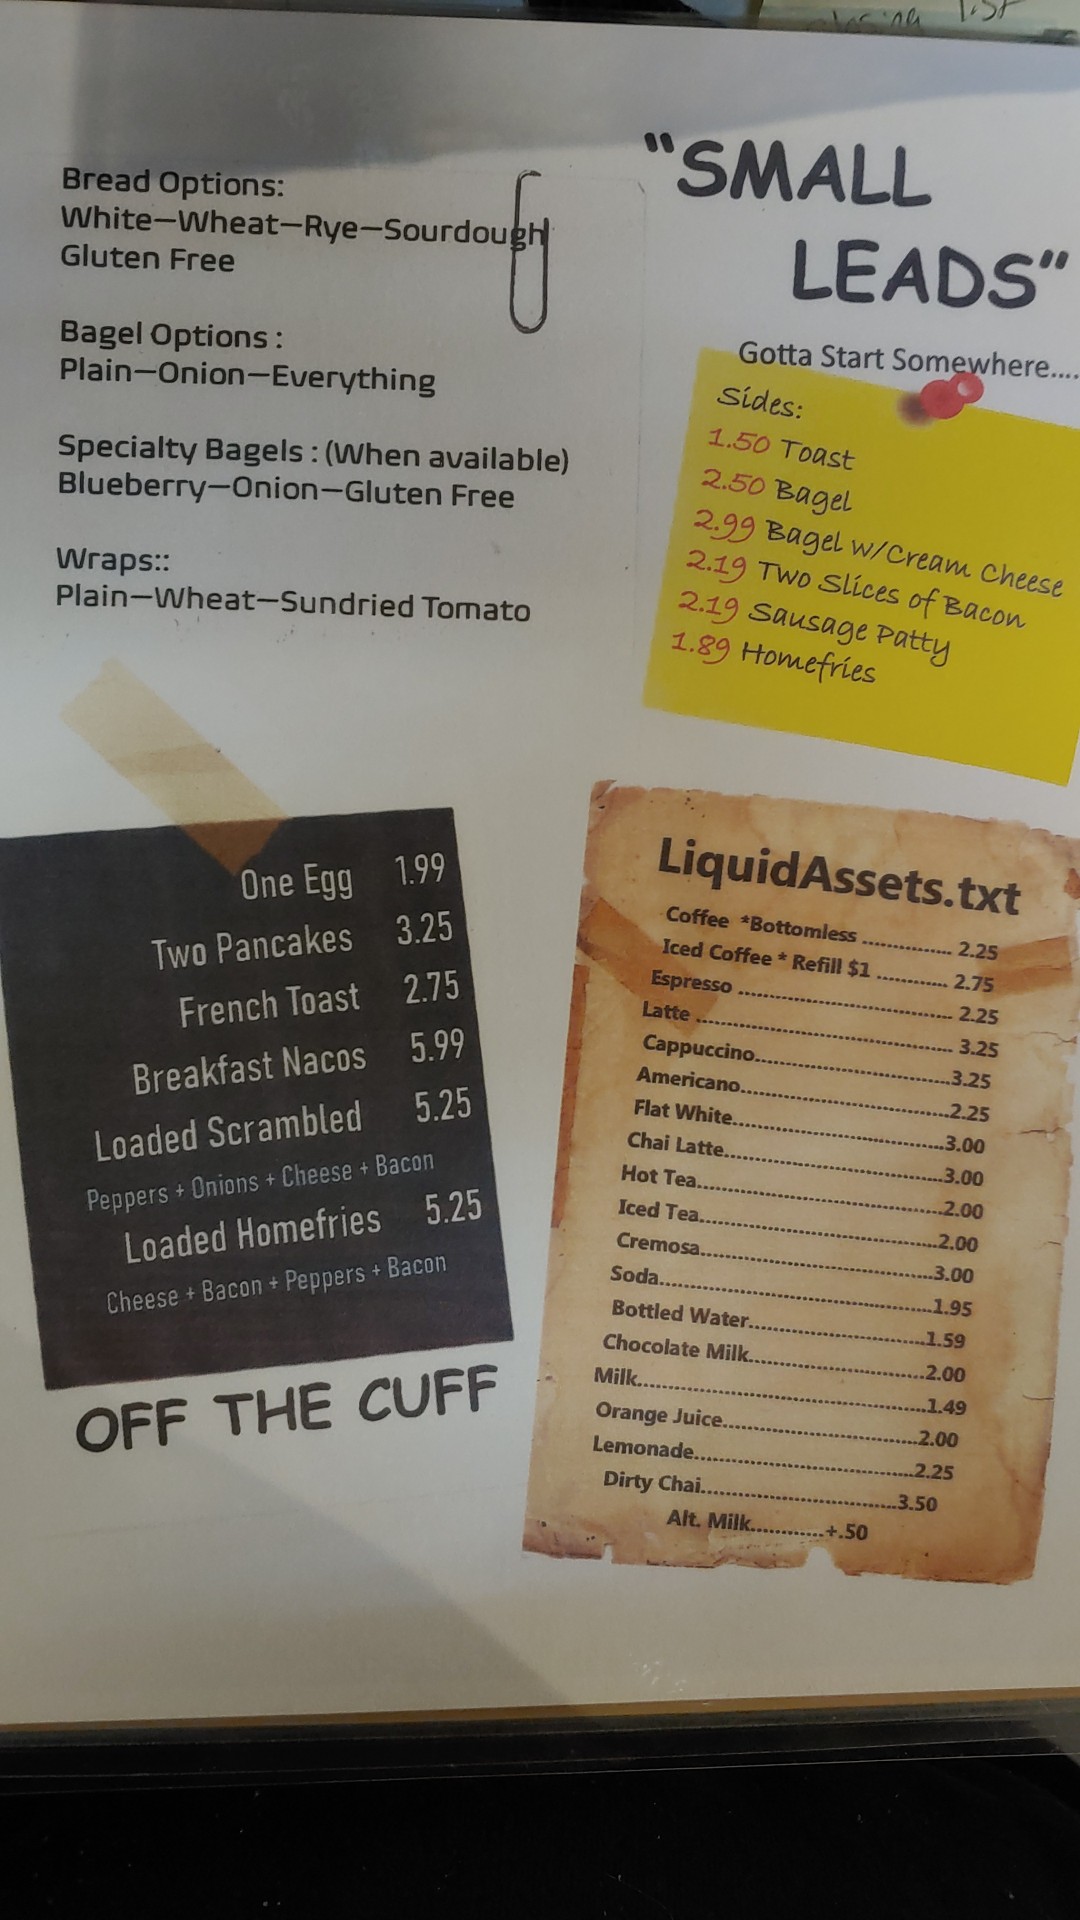 closing list
Bread Options:
White—Wheat—Rye—Sourdough
Gluten Free
Bagel Options :
Plain—Onion—Everything
Specialty Bagels : (When available)
Blueberry—Onion—Gluten Free
Wraps::
Plain—Wheat—Sundried Tomato
"SMALL
LEADS"
Gotta Start Somewhere....
Sides:
1.50 Toast
2.50 Bagel
2.99 Bagel w/Cream Cheese
2.19 Two Slices of Bacon
2.19 Sausage Patty
1.89 Homefries
One Egg 1.99
Two Pancakes 3.25
French Toast 2.75
Breakfast Nacos 5.99
Loaded Scrambled 5.25
Peppers + Onions + Cheese + Bacon
Loaded Homefries 5.25
Cheese + Bacon + Peppers + Bacon
OFF THE CUFF
LiquidAssets.txt
Coffee *Bottomless .............. 2.25
Iced Coffee * Refill $1 ........... 2.75
Espresso ................................. 2.25
Latte ....................................... 3.25
Cappuccino..............................3.25
Americano................................2.25
Flat White.................................3.00
Chai Latte..................................3.00
Hot Tea......................................2.00
Iced Tea.....................................2.00
Cremosa....................................3.00
Soda..........................................1.95
Bottled Water...........................1.59
Chocolate Milk..........................2.00
Milk...........................................1.49
Orange Juice.............................2.00
Lemonade.................................2.25
Dirty Chai..............................3.50
Alt. Milk............+.50